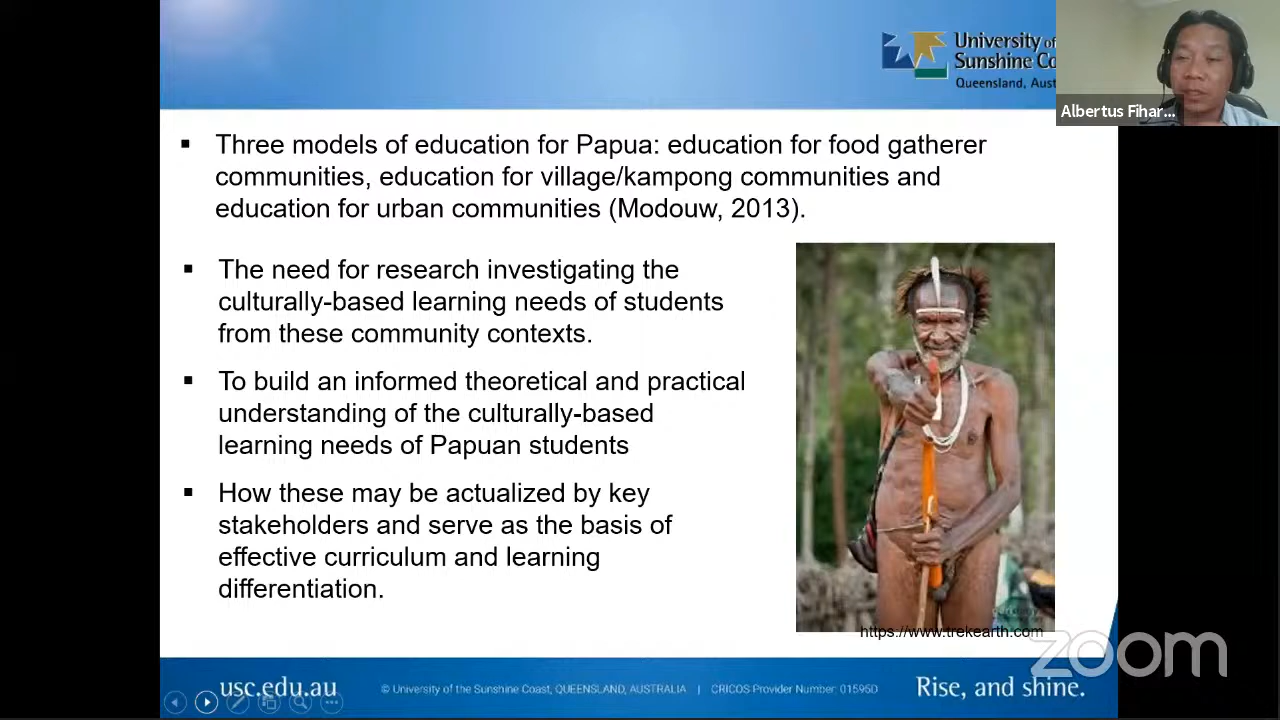 University of
Sunshine Co
Queensland, Aust
Albertus Fihar...
▪ Three models of education for Papua: education for food gatherer
communities, education for village/kampong communities and
education for urban communities (Modouw, 2013).
▪ The need for research investigating the
culturally-based learning needs of students
from these community contexts.
▪ To build an informed theoretical and practical
understanding of the culturally-based
learning needs of Papuan students
▪ How these may be actualized by key
stakeholders and serve as the basis of
effective curriculum and learning
differentiation.
https://www.trekearth.com
zoom
usc.edu.au
© University of the Sunshine Coast, QUEENSLAND, AUSTRALIA | CRICOS Provider Number: 01595D
Rise, and shine.